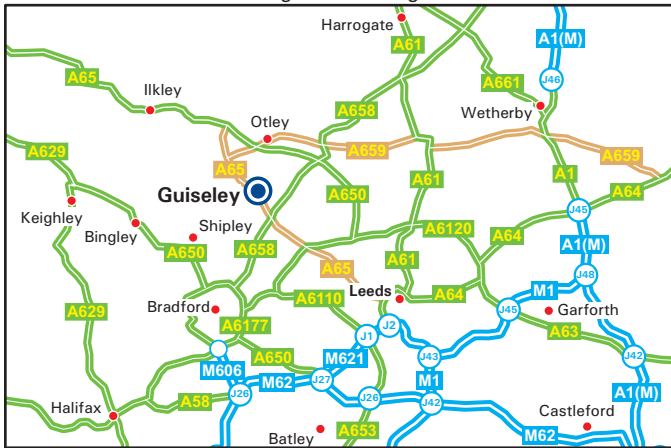 Harrogate
A1(M)
A61
A65
A661
J46
Ilkley
A658
Wetherby
Otley
A629
A659
A659
A65
A1
A61
A64
Guiseley
A650
Keighley
J45
Shipley
A6120
Bingley
A64
A658
A1(M)
A650
A61
A65
J48
M1
Leeds
A64
A6110
Bradford
J45
Garforth
A629
A6177
J2
A63
J1
A650
M621
J43
J42
M606
M62
J27
M1
A1(M)
J26
J26
J42
A58
Halifax
Castleford
Batley
A653
M62